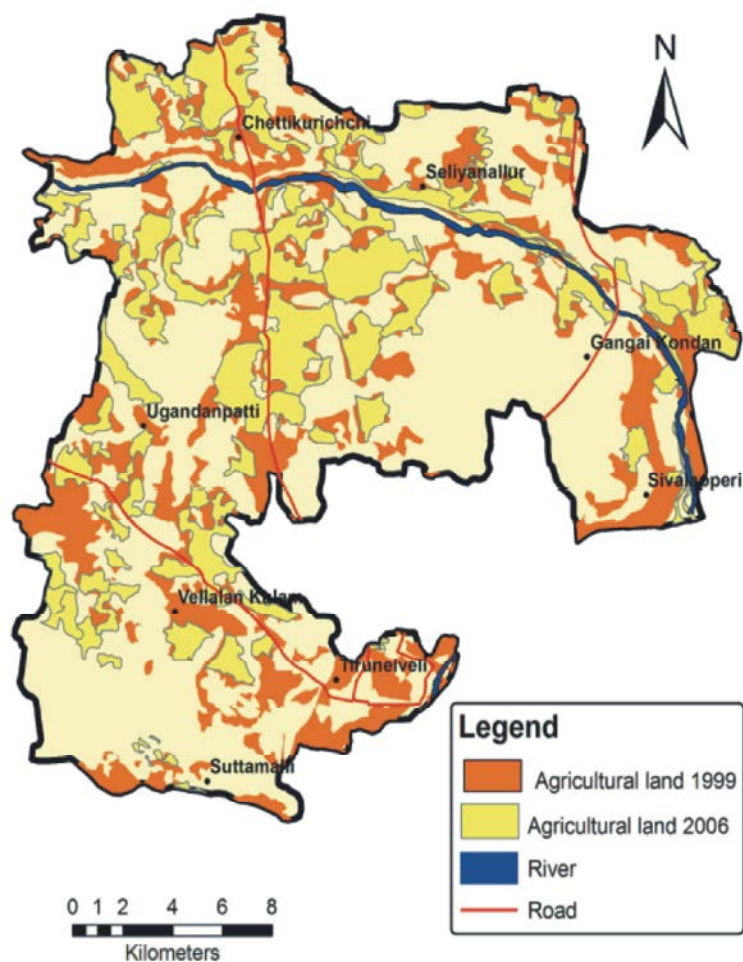 N
Chettikurichchi
Seliyanallur
Gangai Kondan
Ugandanpatti
Sivalaperi
Vellalan Kulam
Tirunelveli
Suttamalli
Legend
Agricultural land 1999
Agricultural land 2006
River
Road
0 1 2 4 6 8
Kilometers